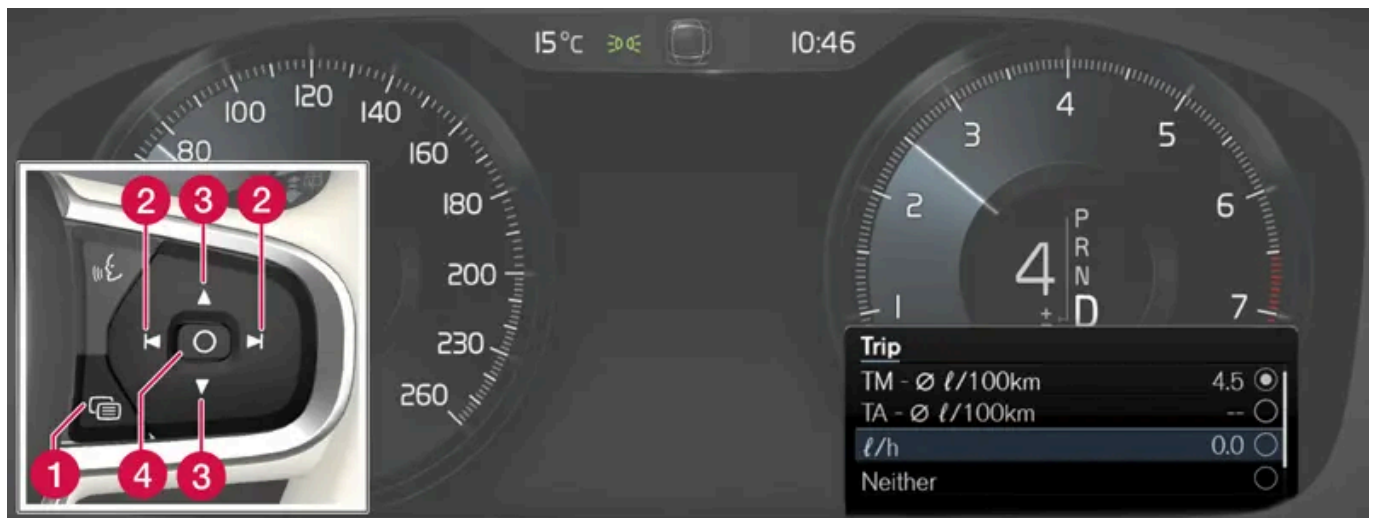 15°C 10:46
80 100 120 140 160 180 200 230 260
1 2 3 4 5 6 7
4
P
R
N
D
+
2 3 2
1 4 3
Trip
TM - ∅ ℓ/100km 4.5
TA - ∅ ℓ/100km --
ℓ/h 0.0
Neither